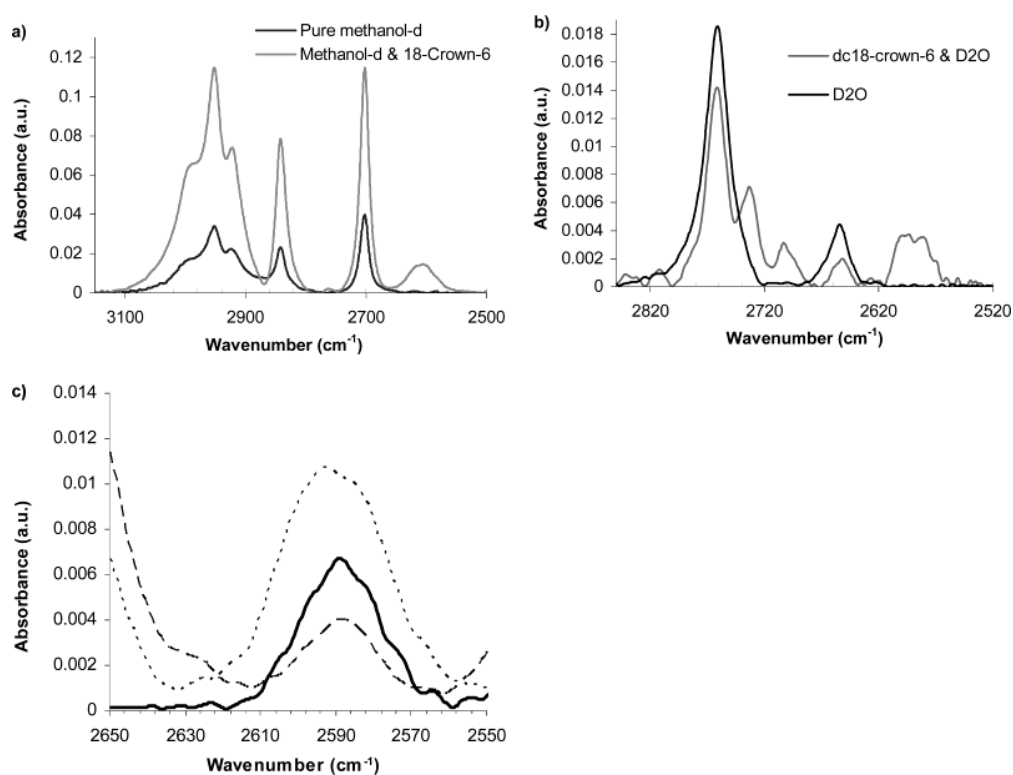 a)
Pure methanol-d
Methanol-d & 18-Crown-6
0.12
0.1
0.08
0.06
0.04
0.02
0
Absorbance (a.u.)
3100 2900 2700 2500
Wavenumber (cm-1)
b)
dc18-crown-6 & D2O
D2O
0.018
0.016
0.014
0.012
0.01
0.008
0.006
0.004
0.002
0
Absorbance (a.u.)
2820 2720 2620 2520
Wavenumber (cm-1)
c)
0.014
0.012
0.01
0.008
0.006
0.004
0.002
0
Absorbance (a.u.)
2650 2630 2610 2590 2570 2550
Wavenumber (cm-1)